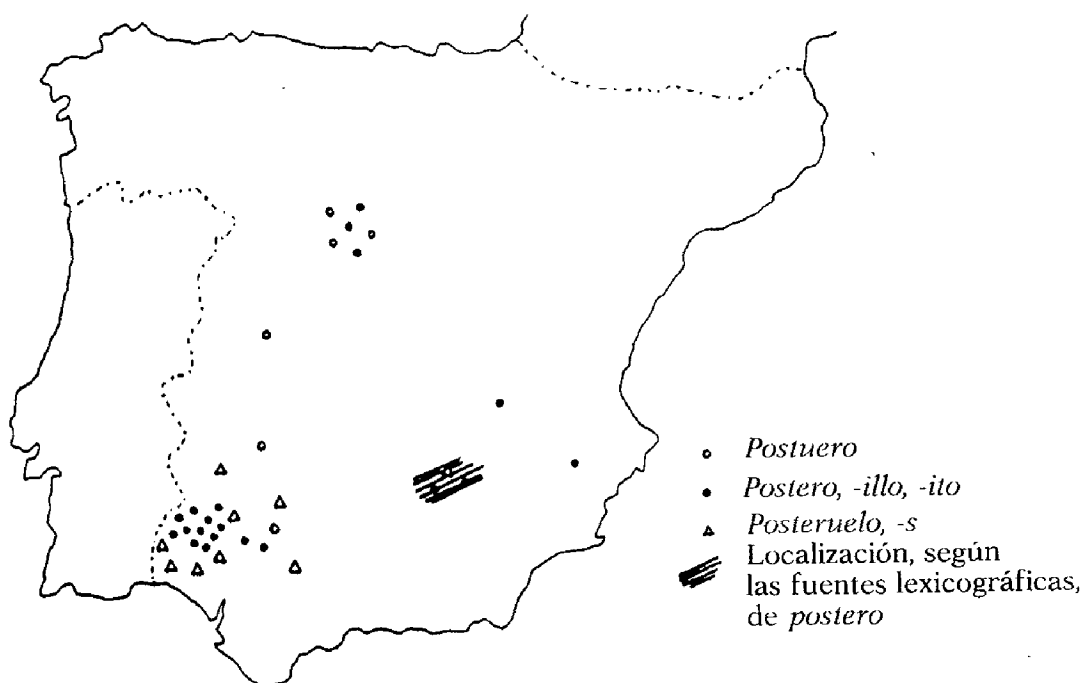 Postuero
Postero, -illo, -ito
Posteruelo, -s
Localización, según
las fuentes lexicográficas,
de postero